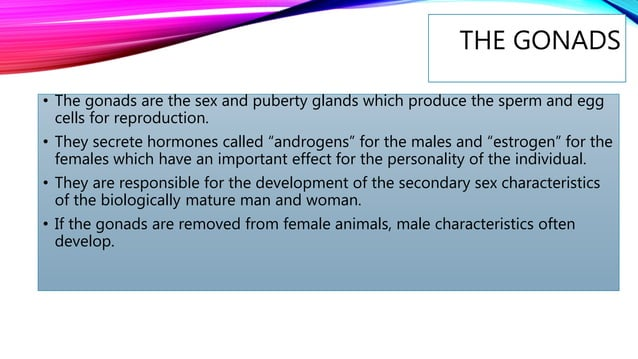 THE GONADS
• The gonads are the sex and puberty glands which produce the sperm and egg
cells for reproduction.
• They secrete hormones called “androgens” for the males and “estrogen” for the
females which have an important effect for the personality of the individual.
• They are responsible for the development of the secondary sex characteristics
of the biologically mature man and woman.
• If the gonads are removed from female animals, male characteristics often
develop.